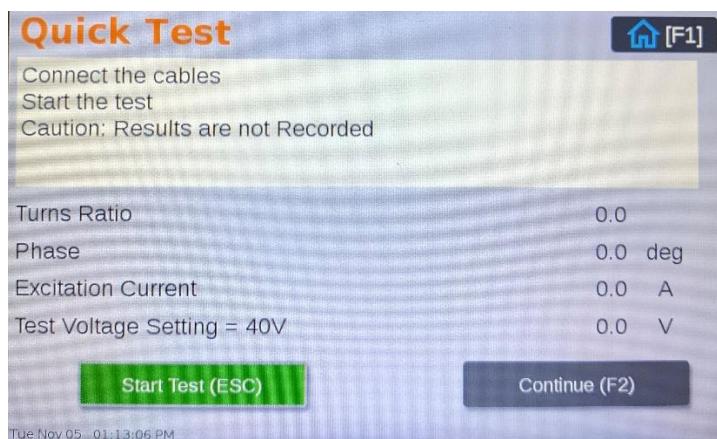 Quick Test [F1]
Connect the cables
Start the test
Caution: Results are not Recorded
Turns Ratio 0.0
Phase 0.0 deg
Excitation Current 0.0 A
Test Voltage Setting = 40V 0.0 V
Start Test (ESC) Continue (F2)
Tue Nov 05 01:13:06 PM